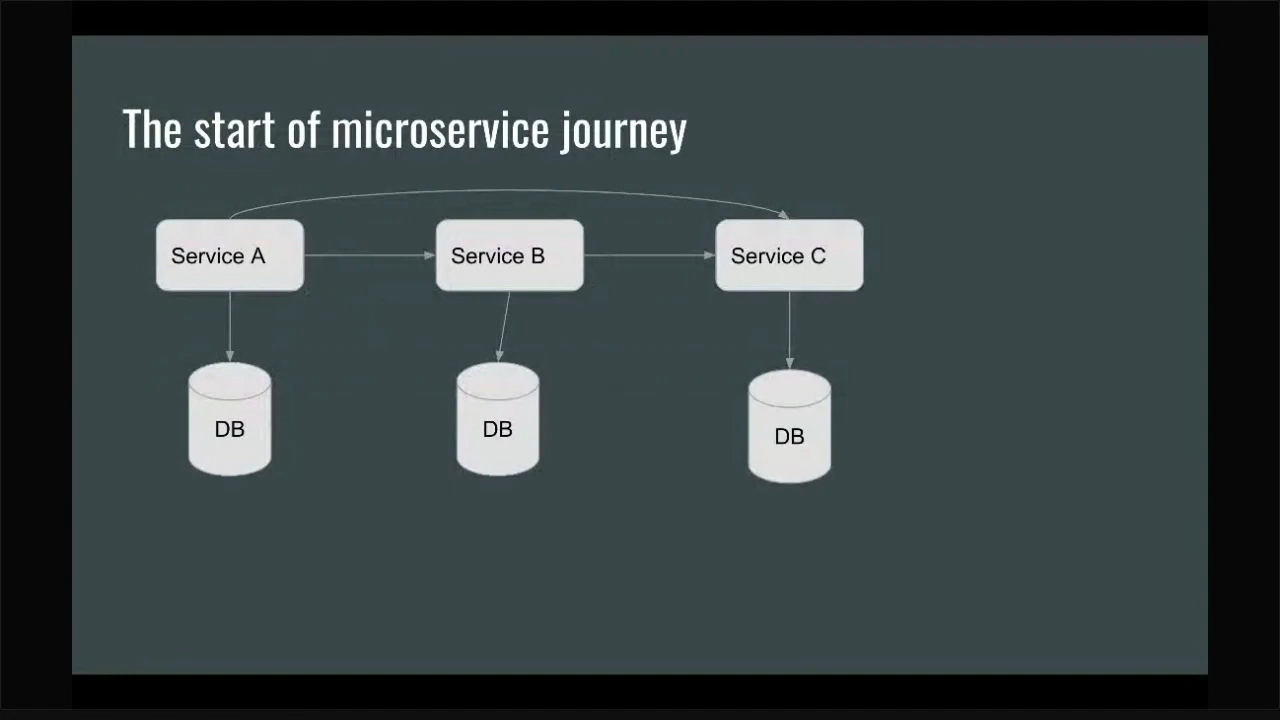 The start of microservice journey
Service A
Service B
Service C
DB
DB
DB